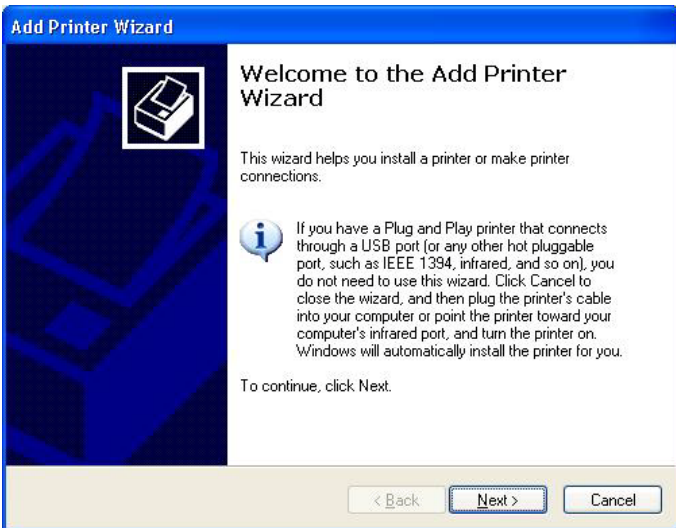 Add Printer Wizard
Welcome to the Add Printer
Wizard
This wizard helps you install a printer or make printer
connections.
If you have a Plug and Play printer that connects
through a USB port (or any other hot pluggable
port, such as IEEE 1394, infrared, and so on), you
do not need to use this wizard. Click Cancel to
close the wizard, and then plug the printer's cable
into your computer or point the printer toward your
computer's infrared port, and turn the printer on.
Windows will automatically install the printer for you.
To continue, click Next.
< Back Next > Cancel